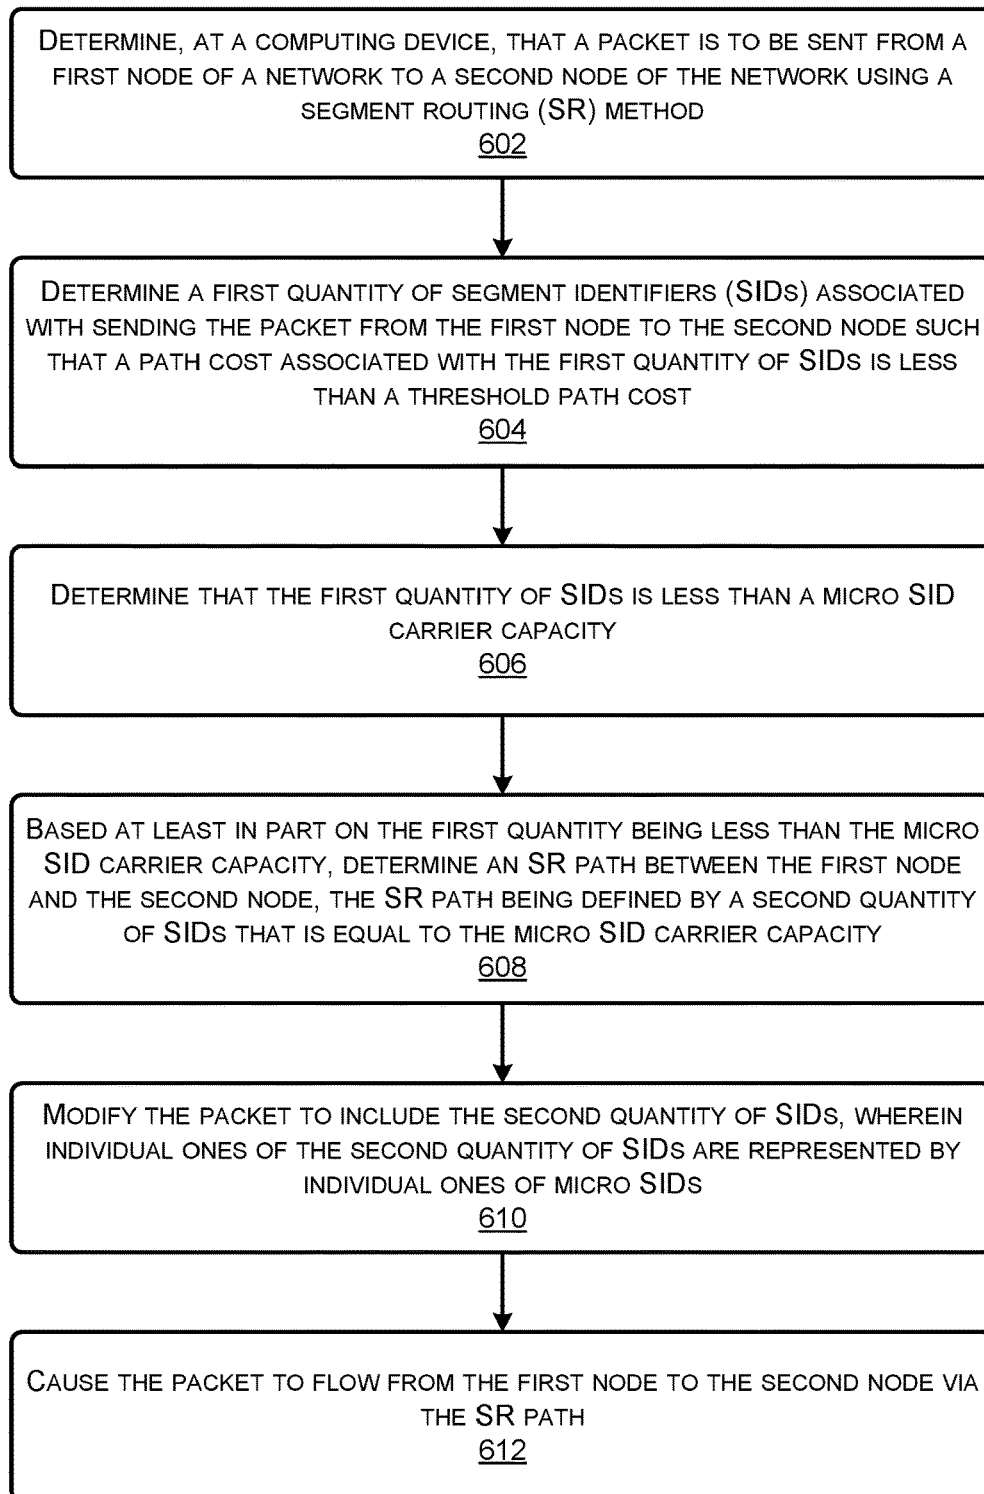 DETERMINE, AT A COMPUTING DEVICE, THAT A PACKET IS TO BE SENT FROM A
FIRST NODE OF A NETWORK TO A SECOND NODE OF THE NETWORK USING A
SEGMENT ROUTING (SR) METHOD
602
DETERMINE A FIRST QUANTITY OF SEGMENT IDENTIFIERS (SIDS) ASSOCIATED
WITH SENDING THE PACKET FROM THE FIRST NODE TO THE SECOND NODE SUCH
THAT A PATH COST ASSOCIATED WITH THE FIRST QUANTITY OF SIDS IS LESS
THAN A THRESHOLD PATH COST
604
DETERMINE THAT THE FIRST QUANTITY OF SIDS IS LESS THAN A MICRO SID
CARRIER CAPACITY
606
BASED AT LEAST IN PART ON THE FIRST QUANTITY BEING LESS THAN THE MICRO
SID CARRIER CAPACITY, DETERMINE AN SR PATH BETWEEN THE FIRST NODE
AND THE SECOND NODE, THE SR PATH BEING DEFINED BY A SECOND QUANTITY
OF SIDS THAT IS EQUAL TO THE MICRO SID CARRIER CAPACITY
608
MODIFY THE PACKET TO INCLUDE THE SECOND QUANTITY OF SIDS, WHEREIN
INDIVIDUAL ONES OF THE SECOND QUANTITY OF SIDS ARE REPRESENTED BY
INDIVIDUAL ONES OF MICRO SIDS
610
CAUSE THE PACKET TO FLOW FROM THE FIRST NODE TO THE SECOND NODE VIA
THE SR PATH
612